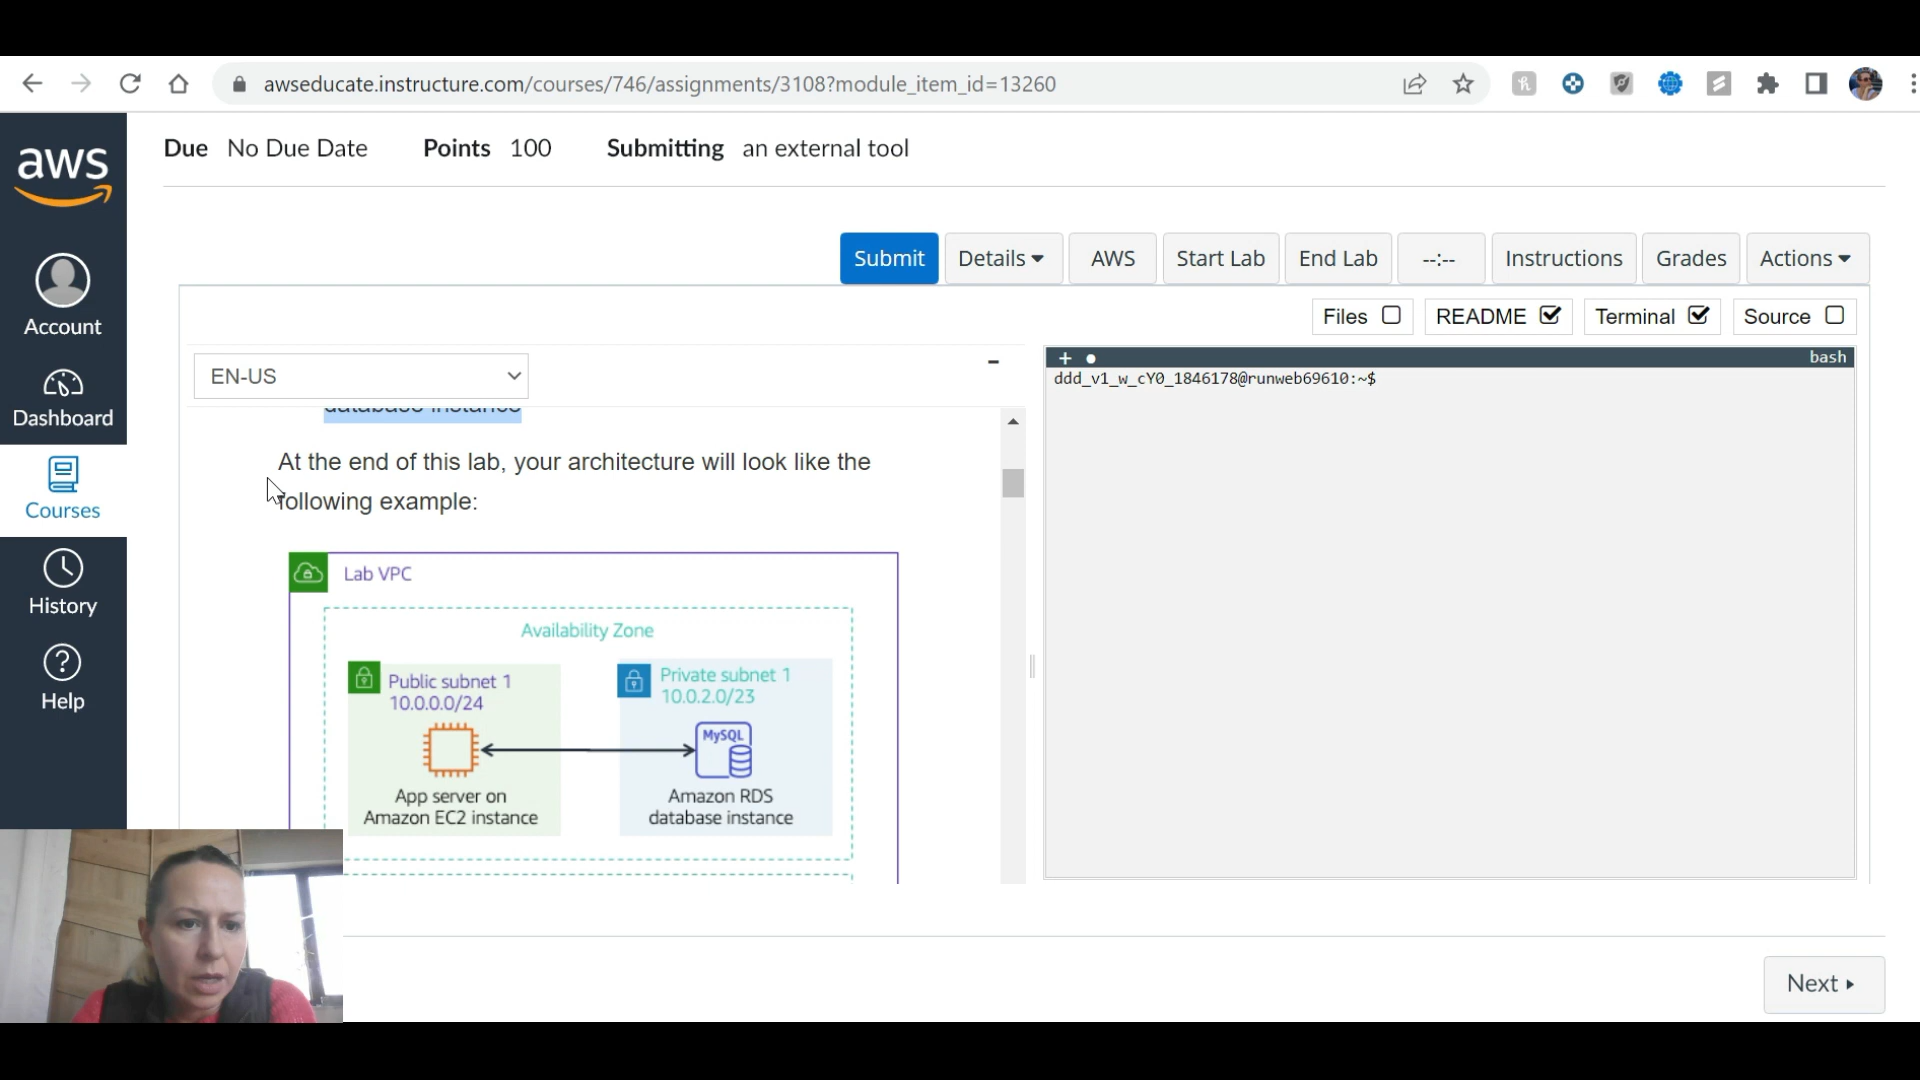 awseducate.instructure.com/courses/746/assignments/3108?module_item_id=13260
aws
Account
Dashboard
Courses
History
Help
Due No Due Date Points 100 Submitting an external tool
Submit Details AWS Start Lab End Lab --:-- Instructions Grades Actions
Files README Terminal Source
EN-US
database instance
At the end of this lab, your architecture will look like the
following example:
Lab VPC
Availability Zone
Public subnet 1
10.0.0.0/24
App server on
Amazon EC2 instance
Private subnet 1
10.0.2.0/23
MySQL
Amazon RDS
database instance
+ bash
ddd_v1_w_cY0_1846178@runweb69610:~$
Next